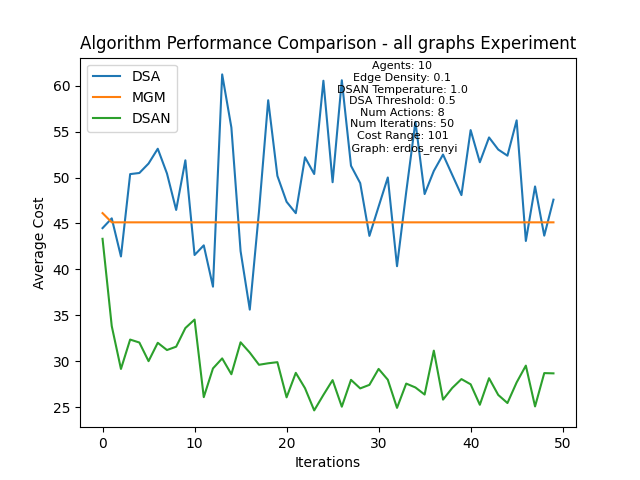 Algorithm Performance Comparison - all graphs Experiment
DSA
MGM
DSAN
Agents: 10
Edge Density: 0.1
DSAN Temperature: 1.0
DSA Threshold: 0.5
Num Actions: 8
Num Iterations: 50
Cost Range: 101
Graph: erdos_renyi
Average Cost
60
55
50
45
40
35
30
25
0 10 20 30 40 50
Iterations